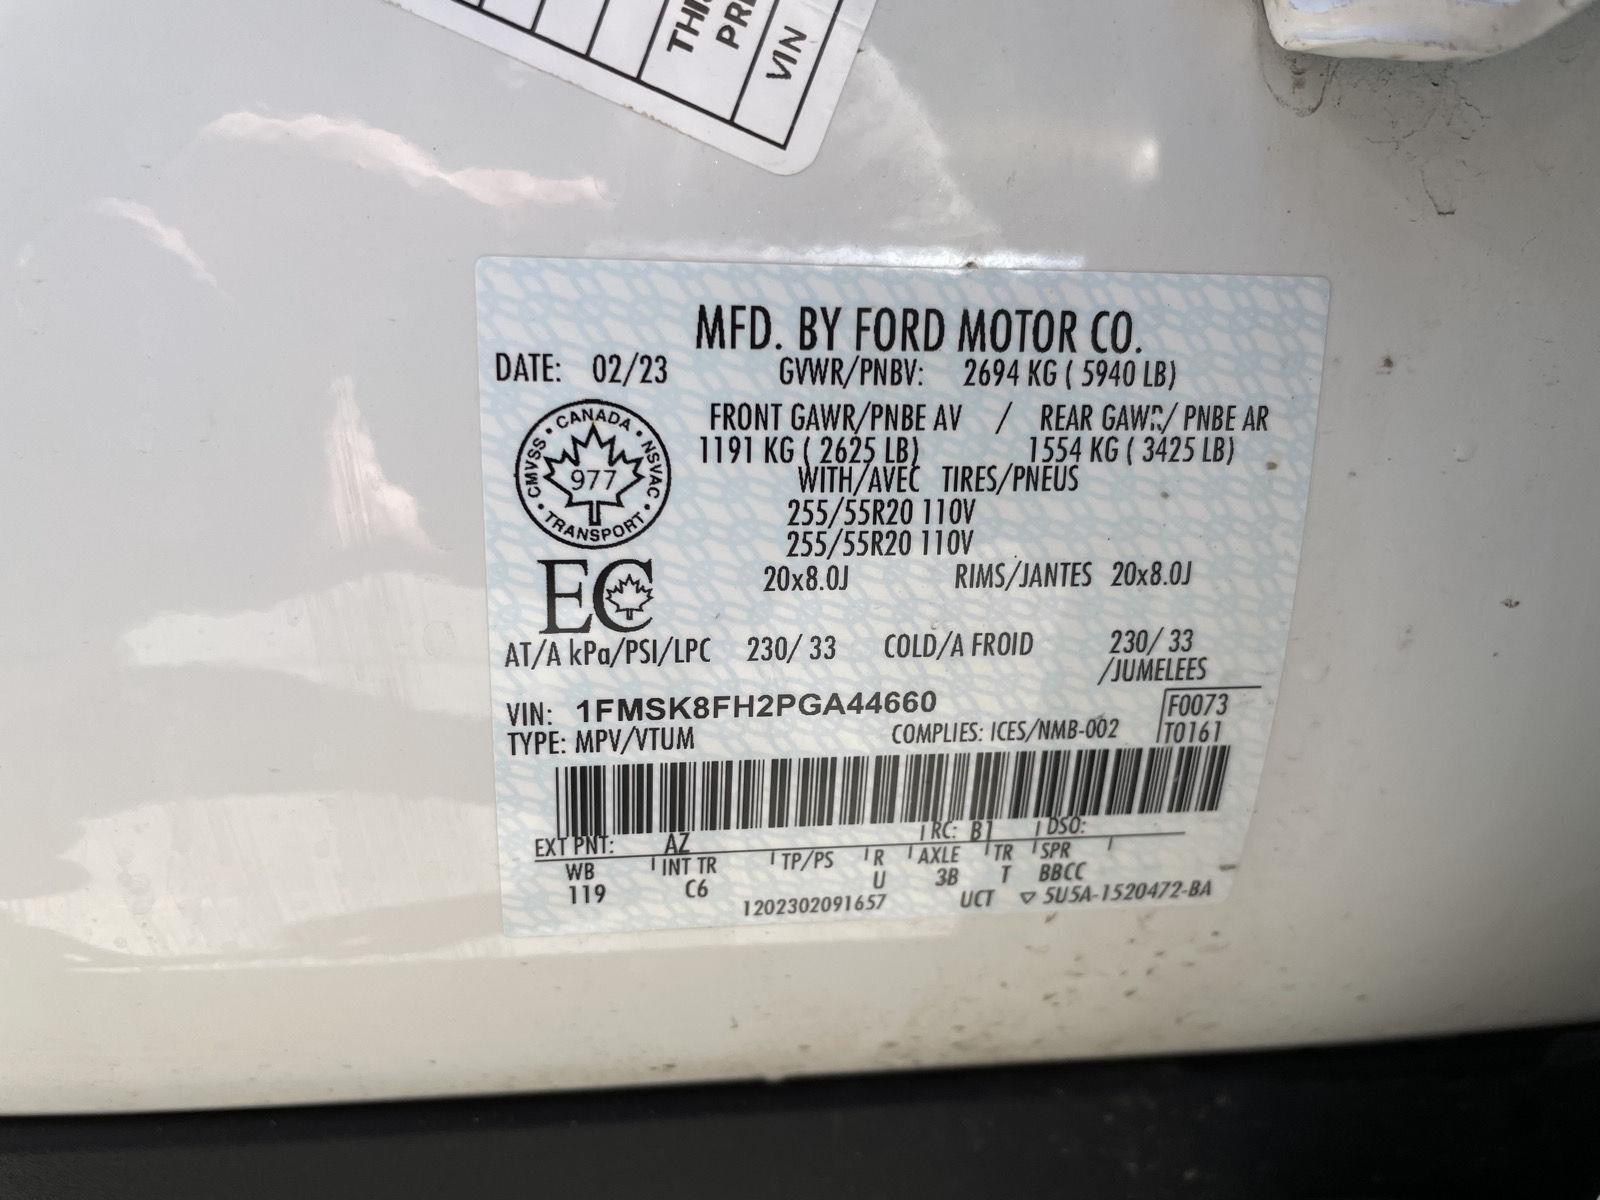 VIN
MFD. BY FORD MOTOR CO.
DATE: 02/23 GVWR/PNBV: 2694 KG ( 5940 LB)
FRONT GAWR/PNBE AV / REAR GAWR/ PNBE AR
1191 KG ( 2625 LB) 1554 KG ( 3425 LB)
WITH/AVEC TIRES/PNEUS
255/55R20 110V
255/55R20 110V
20x8.0J RIMS/JANTES 20x8.0J
CMVSS • CANADA • NSVAC • TRANSPORT •
977
EC
AT/A kPa/PSI/LPC 230/ 33 COLD/A FROID 230/ 33
/JUMELEES
VIN: 1FMSK8FH2PGA44660 F0073
TYPE: MPV/VTUM COMPLIES: ICES/NMB-002 T0161
EXT PNT: AZ RC: B1 DSO:
WB INT TR TP/PS R AXLE TR SPR
119 C6 U 3B T BBCC
1202302091657 UCT ▽ 5U5A-1520472-BA